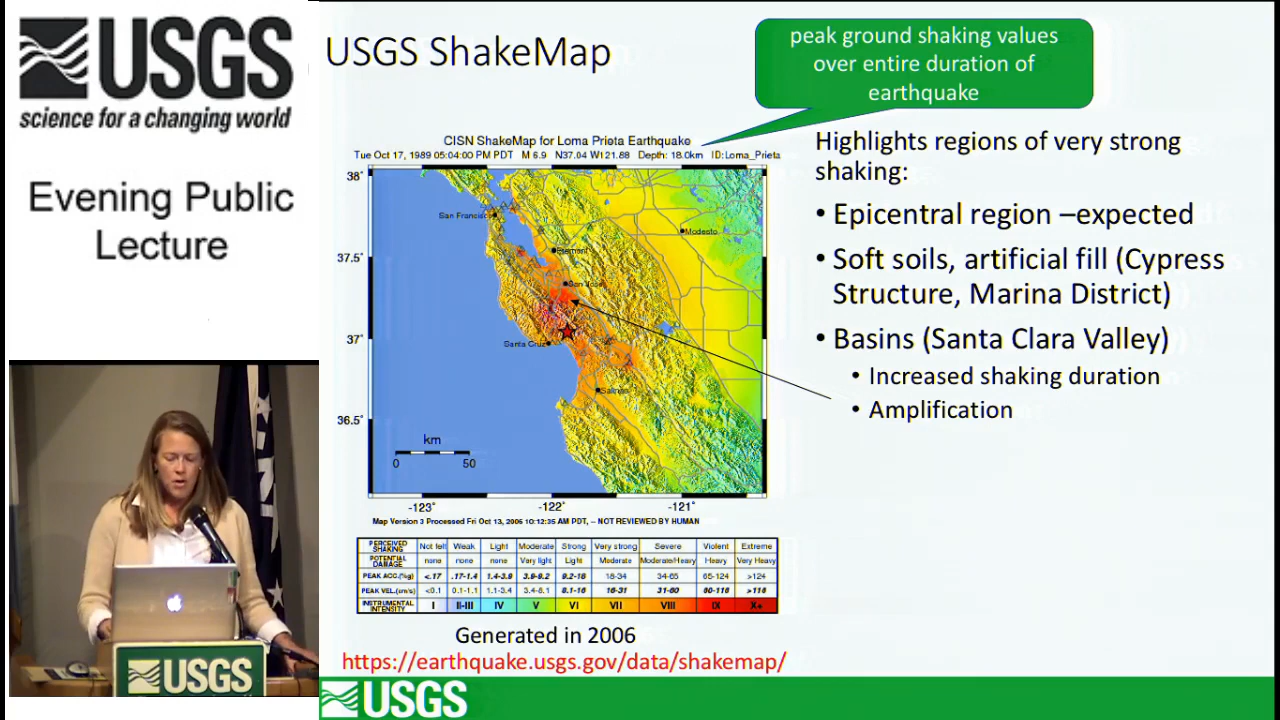 USGS
science for a changing world
Evening Public
Lecture
USGS
USGS ShakeMap
peak ground shaking values
over entire duration of
earthquake
CISN ShakeMap for Loma Prieta Earthquake
Tue Oct 17, 1989 05:04:00 PM PDT M 6.9 N37.04 W121.88 Depth: 18.0km ID:Loma_Prieta
38°
37.5°
37°
36.5°
San Francisco
Modesto
Fremont
San Jose
Santa Cruz
Salinas
km
0 50
-123° -122° -121°
Map Version 3 Processed Fri Oct 13, 2006 10:12:35 AM PDT, -- NOT REVIEWED BY HUMAN
PERCEIVED SHAKING Not felt Weak Light Moderate Strong Very strong Severe Violent Extreme
POTENTIAL DAMAGE none none none Very light Light Moderate Moderate/Heavy Heavy Very Heavy
PEAK ACC.(%g) <.17 .17-1.4 1.4-3.9 3.9-9.2 9.2-18 18-34 34-65 65-124 >124
PEAK VEL.(cm/s) <0.1 0.1-1.1 1.1-3.4 3.4-8.1 8.1-16 16-31 31-60 60-116 >116
INSTRUMENTAL INTENSITY I II-III IV V VI VII VIII IX X+
Generated in 2006
https://earthquake.usgs.gov/data/shakemap/
Highlights regions of very strong
shaking:
• Epicentral region –expected
• Soft soils, artificial fill (Cypress
Structure, Marina District)
• Basins (Santa Clara Valley)
• Increased shaking duration
• Amplification
USGS